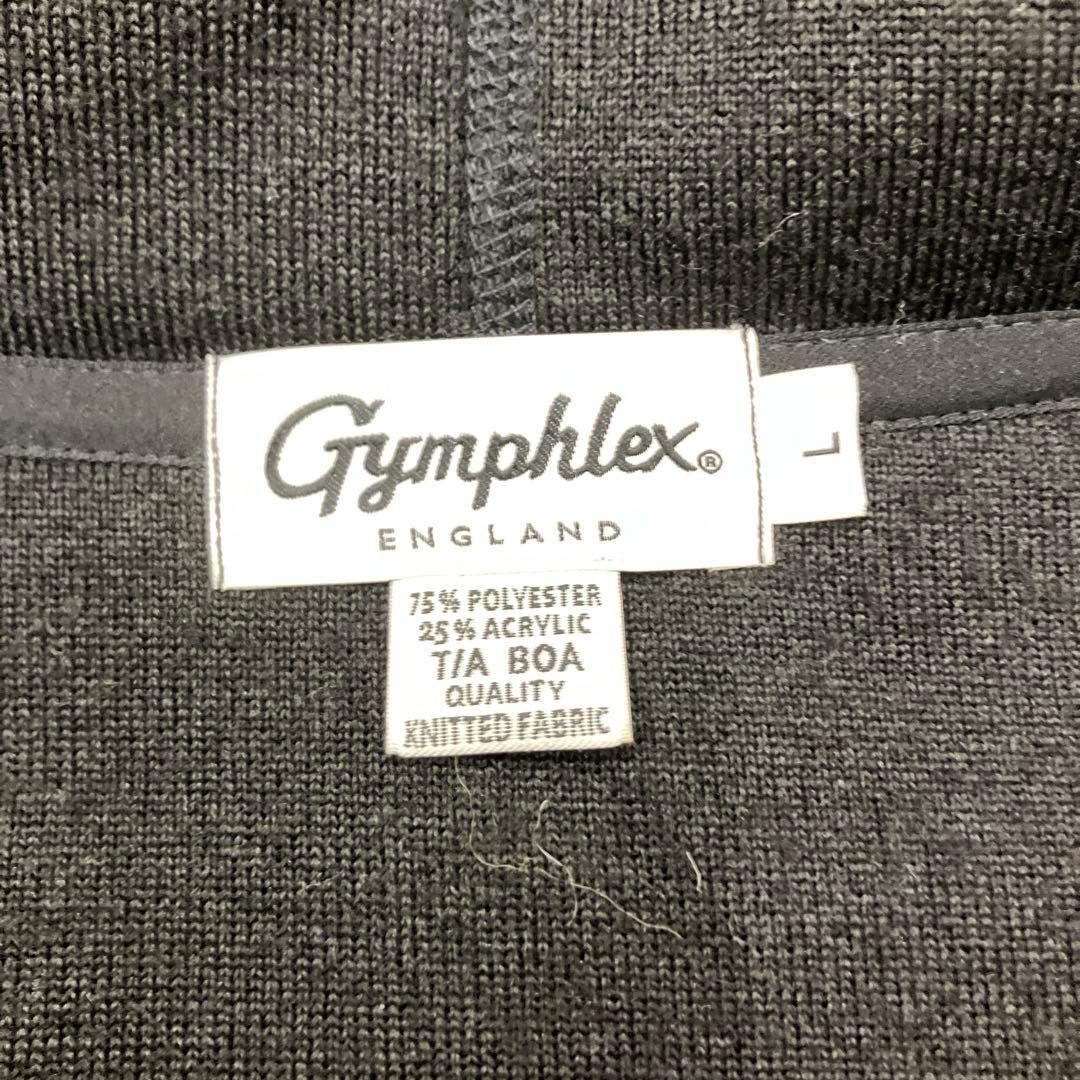 Gymphlex®
ENGLAND
L
75% POLYESTER
25% ACRYLIC
T/A BOA
QUALITY
KNITTED FABRIC